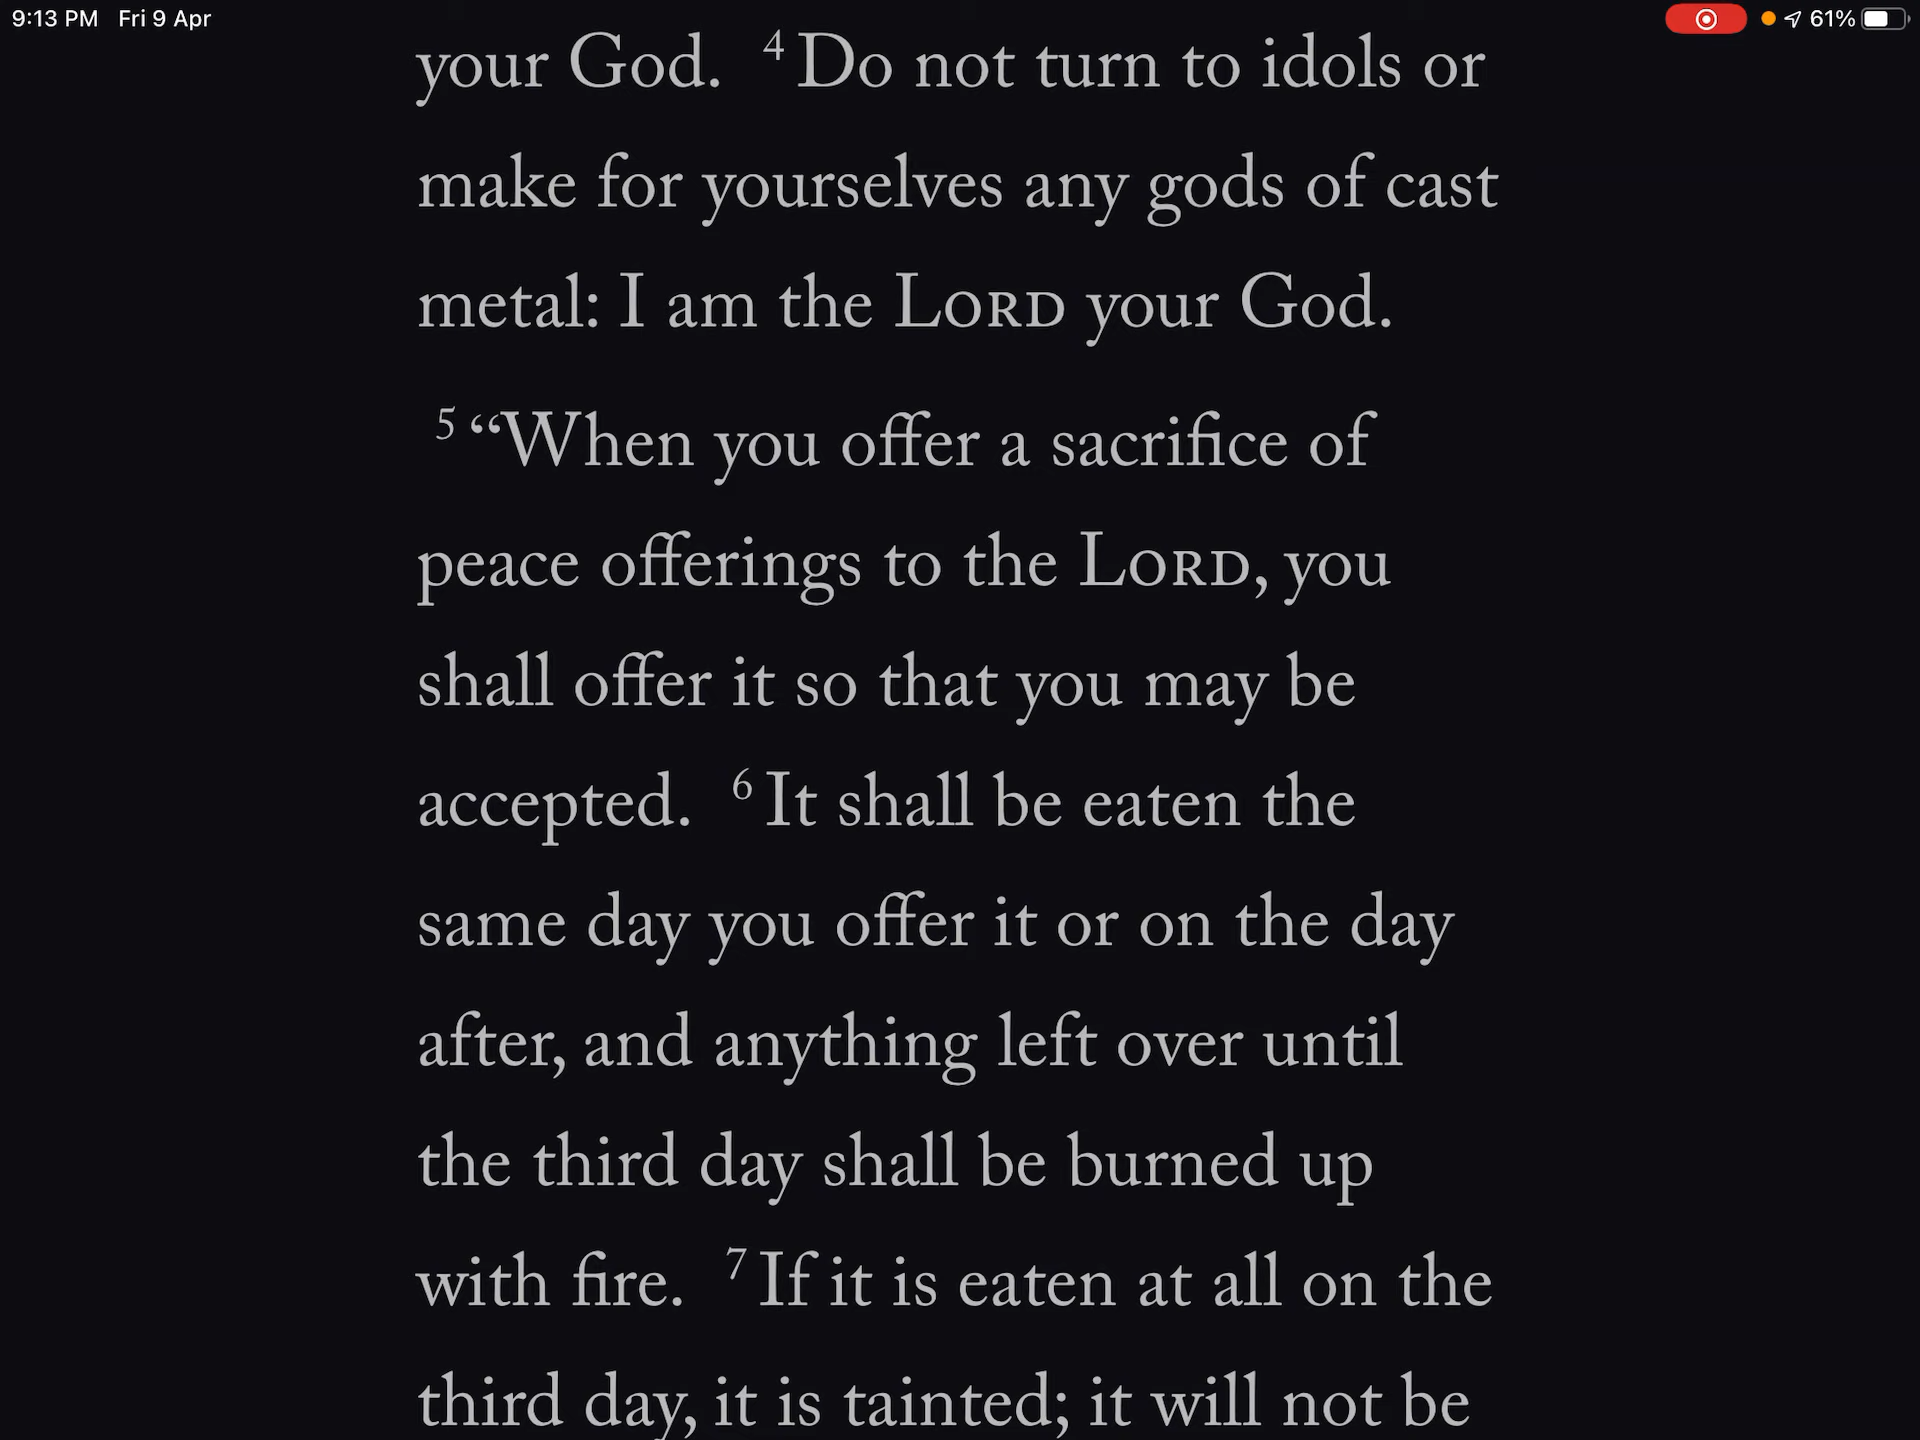 9:13 PM Fri 9 Apr 61%
your God. 4 Do not turn to idols or
make for yourselves any gods of cast
metal: I am the LORD your God.
5 “When you offer a sacrifice of
peace offerings to the LORD, you
shall offer it so that you may be
accepted. 6 It shall be eaten the
same day you offer it or on the day
after, and anything left over until
the third day shall be burned up
with fire. 7 If it is eaten at all on the
third day, it is tainted; it will not be